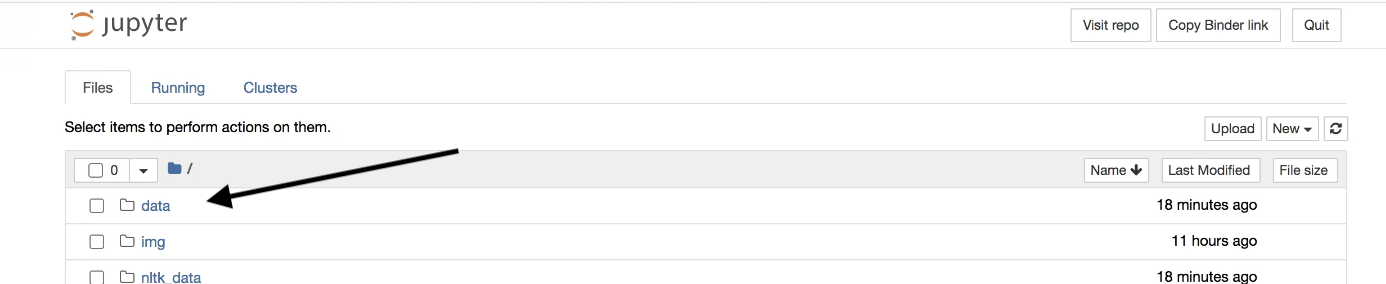 jupyter
Visit repo Copy Binder link Quit
Files Running Clusters
Select items to perform actions on them.
Upload New
0 / Name Last Modified File size
data 18 minutes ago
img 11 hours ago
nltk_data 18 minutes ago